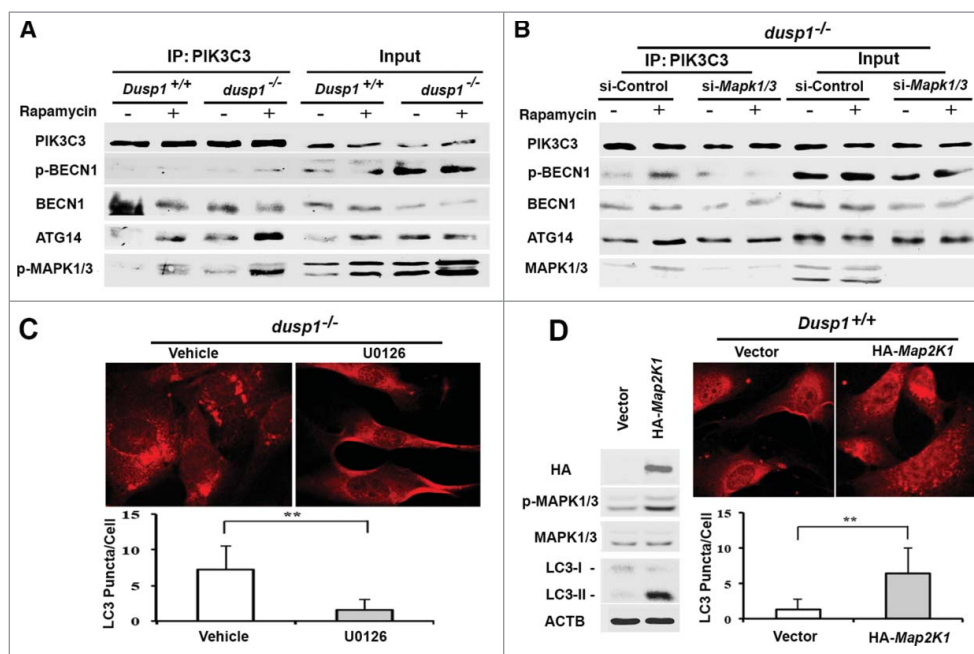 A
IP: PIK3C3 Input
Dusp1+/+ dusp1-/- Dusp1+/+ dusp1-/-
Rapamycin - + - + - + - +
PIK3C3
p-BECN1
BECN1
ATG14
p-MAPK1/3
B
dusp1-/-
IP: PIK3C3 Input
si-Control si-Mapk1/3 si-Control si-Mapk1/3
Rapamycin - + - + - + - +
PIK3C3
p-BECN1
BECN1
ATG14
MAPK1/3
C
dusp1-/-
Vehicle U0126
LC3 Puncta/Cell
15
10
5
0
**
Vehicle U0126
D
Dusp1+/+
Vector HA-Map2K1
Vector HA-Map2K1
HA
p-MAPK1/3
MAPK1/3
LC3-I -
LC3-II -
ACTB
LC3 Puncta/Cell
15
10
5
0
**
Vector HA-Map2K1